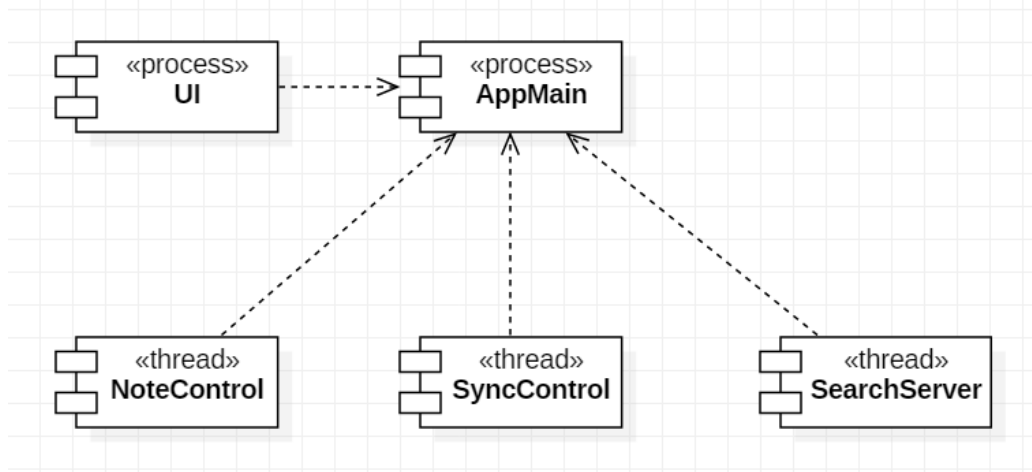 «process»
UI
«process»
AppMain
«thread»
NoteControl
«thread»
SyncControl
«thread»
SearchServer